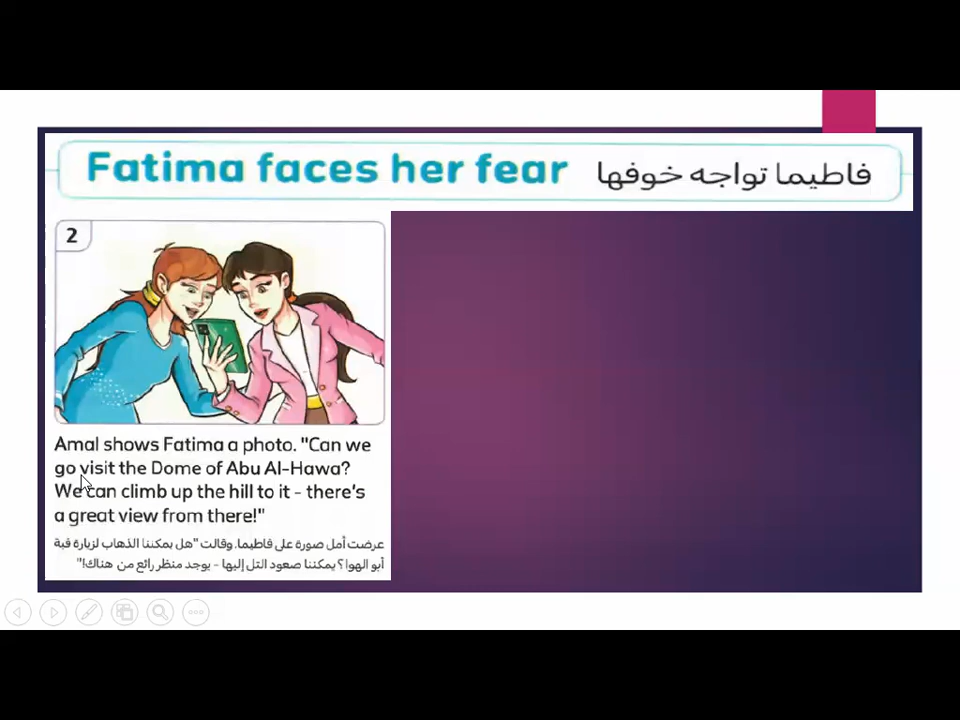 Fatima faces her fear فاطيما تواجه خوفها
2
Amal shows Fatima a photo. "Can we
go visit the Dome of Abu Al-Hawa?
We can climb up the hill to it - there's
a great view from there!"
عرضت أمل صورة على فاطيما. وقالت "هل يمكننا الذهاب لزيارة قبة
أبو الهوا؟ يمكننا صعود التل إليها - يوجد منظر رائع من هناك!"